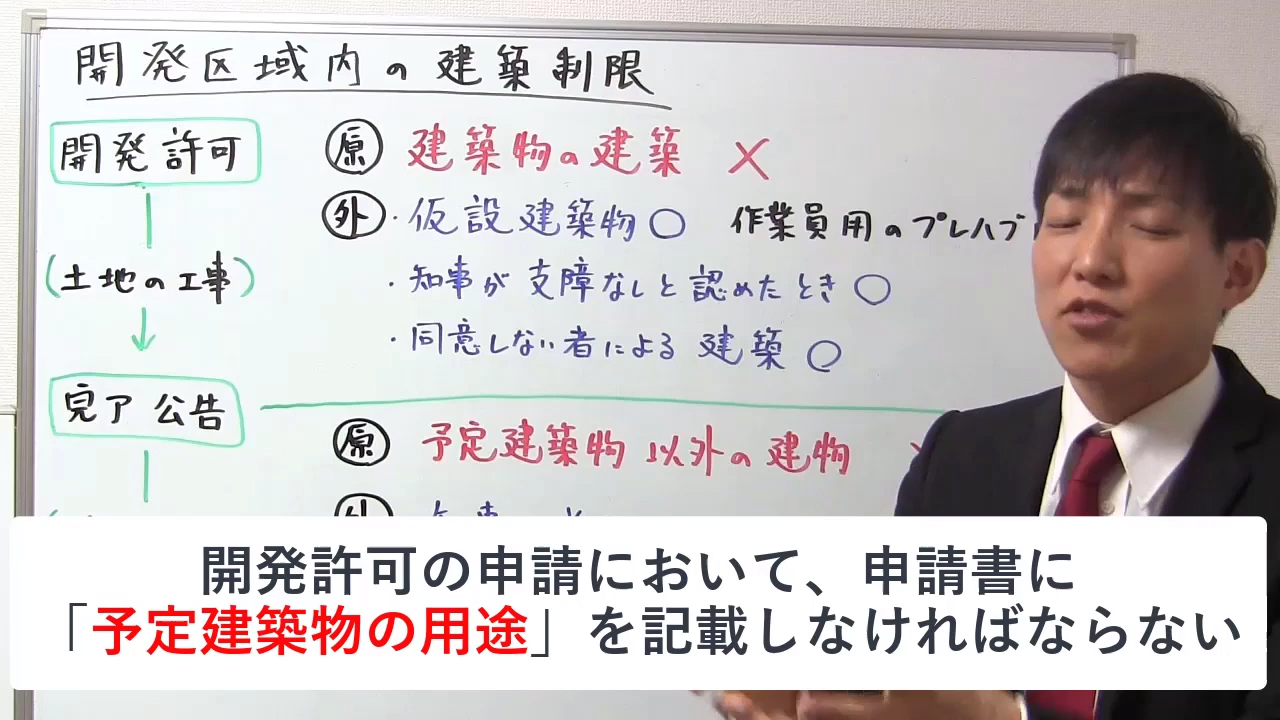 開発区域内の建築制限
開発許可
原 建築物の建築 ×
外 ・仮設建築物○ 作業員用のプレハブ
・知事が支障なしと認めたとき ○
(土地の工事)
・同意しない者による建築 ○
完了公告
原 予定建築物以外の建物
外
開発許可の申請において、申請書に
「予定建築物の用途」を記載しなければならない